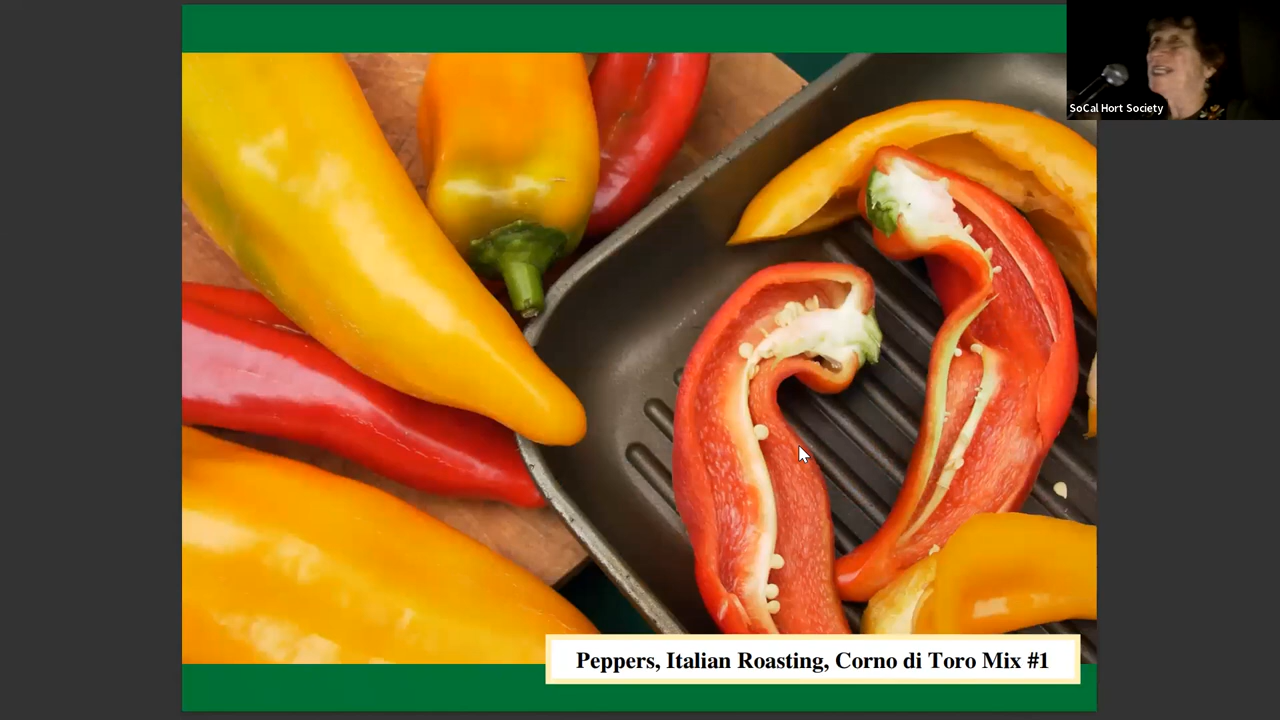 SoCal Hort Society
Peppers, Italian Roasting, Corno di Toro Mix #1